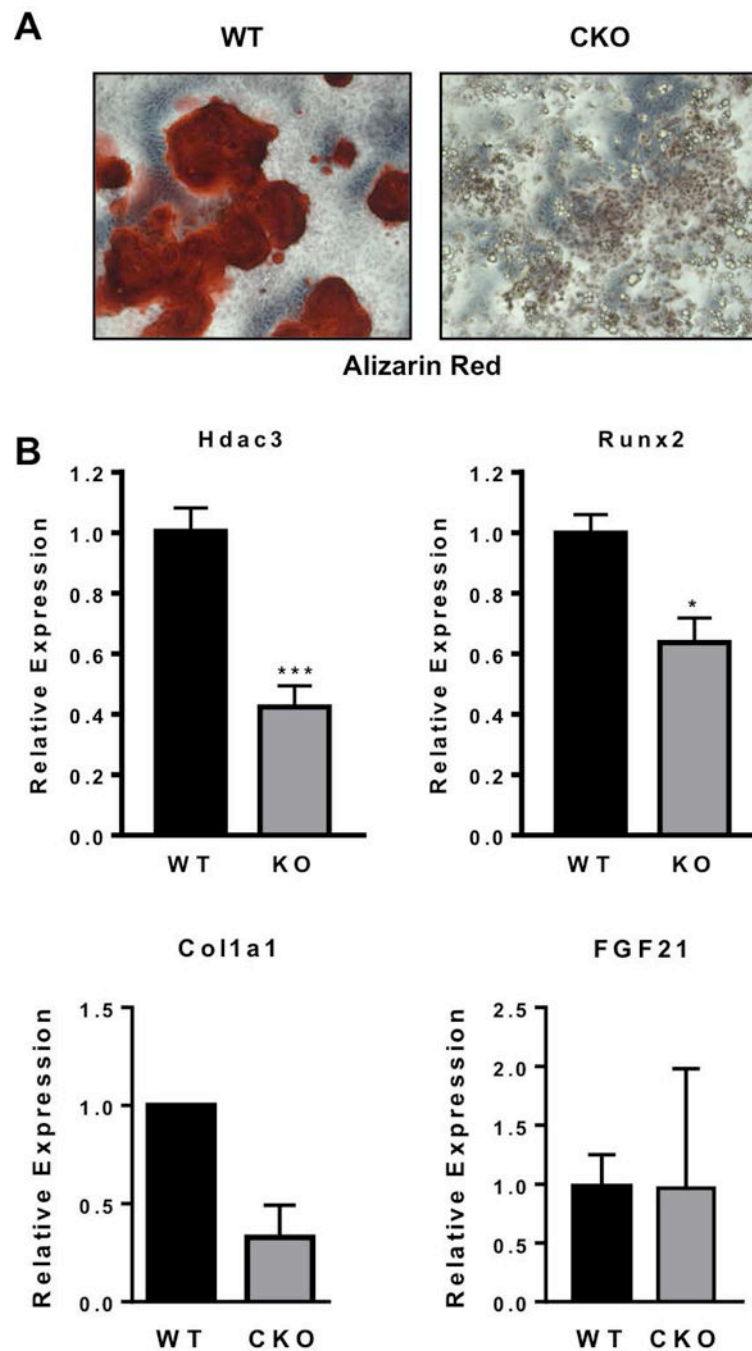 A
WT CKO
Alizarin Red
B
Hdac3
Relative Expression
1.2
1.0
0.8
0.6
0.4
0.2
0.0
***
WT KO
Runx2
Relative Expression
1.2
1.0
0.8
0.6
0.4
0.2
0.0
*
WT KO
Col1a1
Relative Expression
1.5
1.0
0.5
0.0
WT CKO
FGF21
Relative Expression
2.5
2.0
1.5
1.0
0.5
0.0
WT CKO